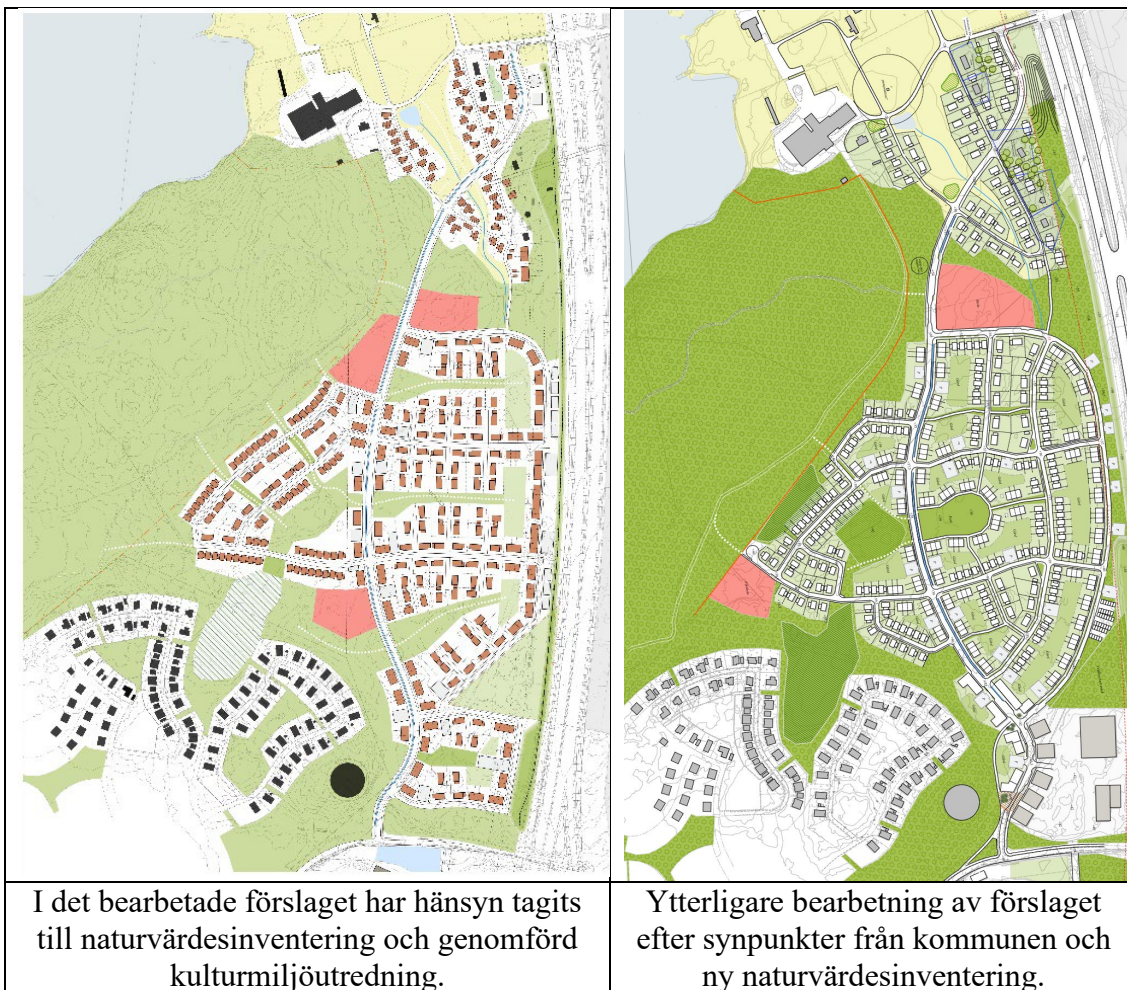 I det bearbetade förslaget har hänsyn tagits
till naturvärdesinventering och genomförd
kulturmiljöutredning.
Ytterligare bearbetning av förslaget
efter synpunkter från kommunen och
ny naturvärdesinventering.